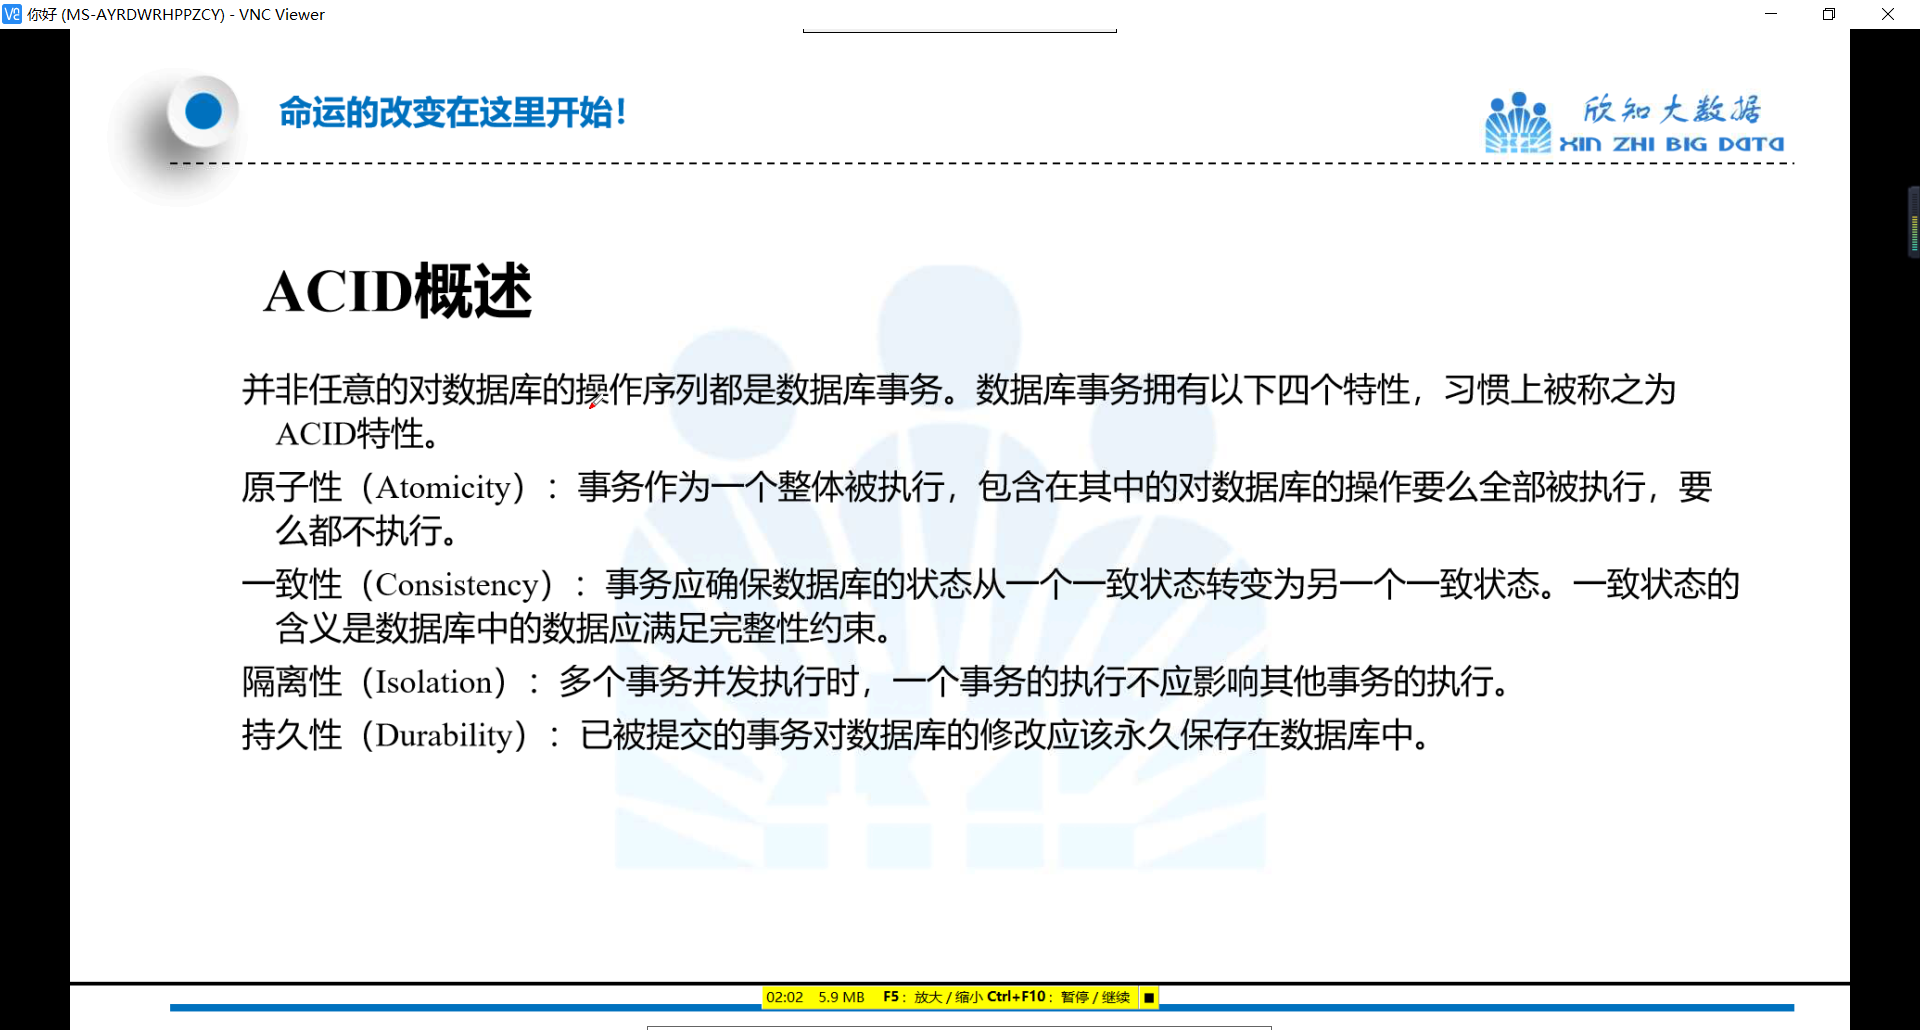 你好 (MS-AYRDWRHPPZCY) - VNC Viewer
命运的改变在这里开始！
欣知大数据
XIN ZHI BIG DATA
ACID概述
并非任意的对数据库的操作序列都是数据库事务。数据库事务拥有以下四个特性，习惯上被称之为
ACID特性。
原子性（Atomicity）：事务作为一个整体被执行，包含在其中的对数据库的操作要么全部被执行，要
么都不执行。
一致性（Consistency）：事务应确保数据库的状态从一个一致状态转变为另一个一致状态。一致状态的
含义是数据库中的数据应满足完整性约束。
隔离性（Isolation）：多个事务并发执行时，一个事务的执行不应影响其他事务的执行。
持久性（Durability）：已被提交的事务对数据库的修改应该永久保存在数据库中。
02:02 5.9 MB F5：放大 / 缩小 Ctrl+F10：暂停 / 继续